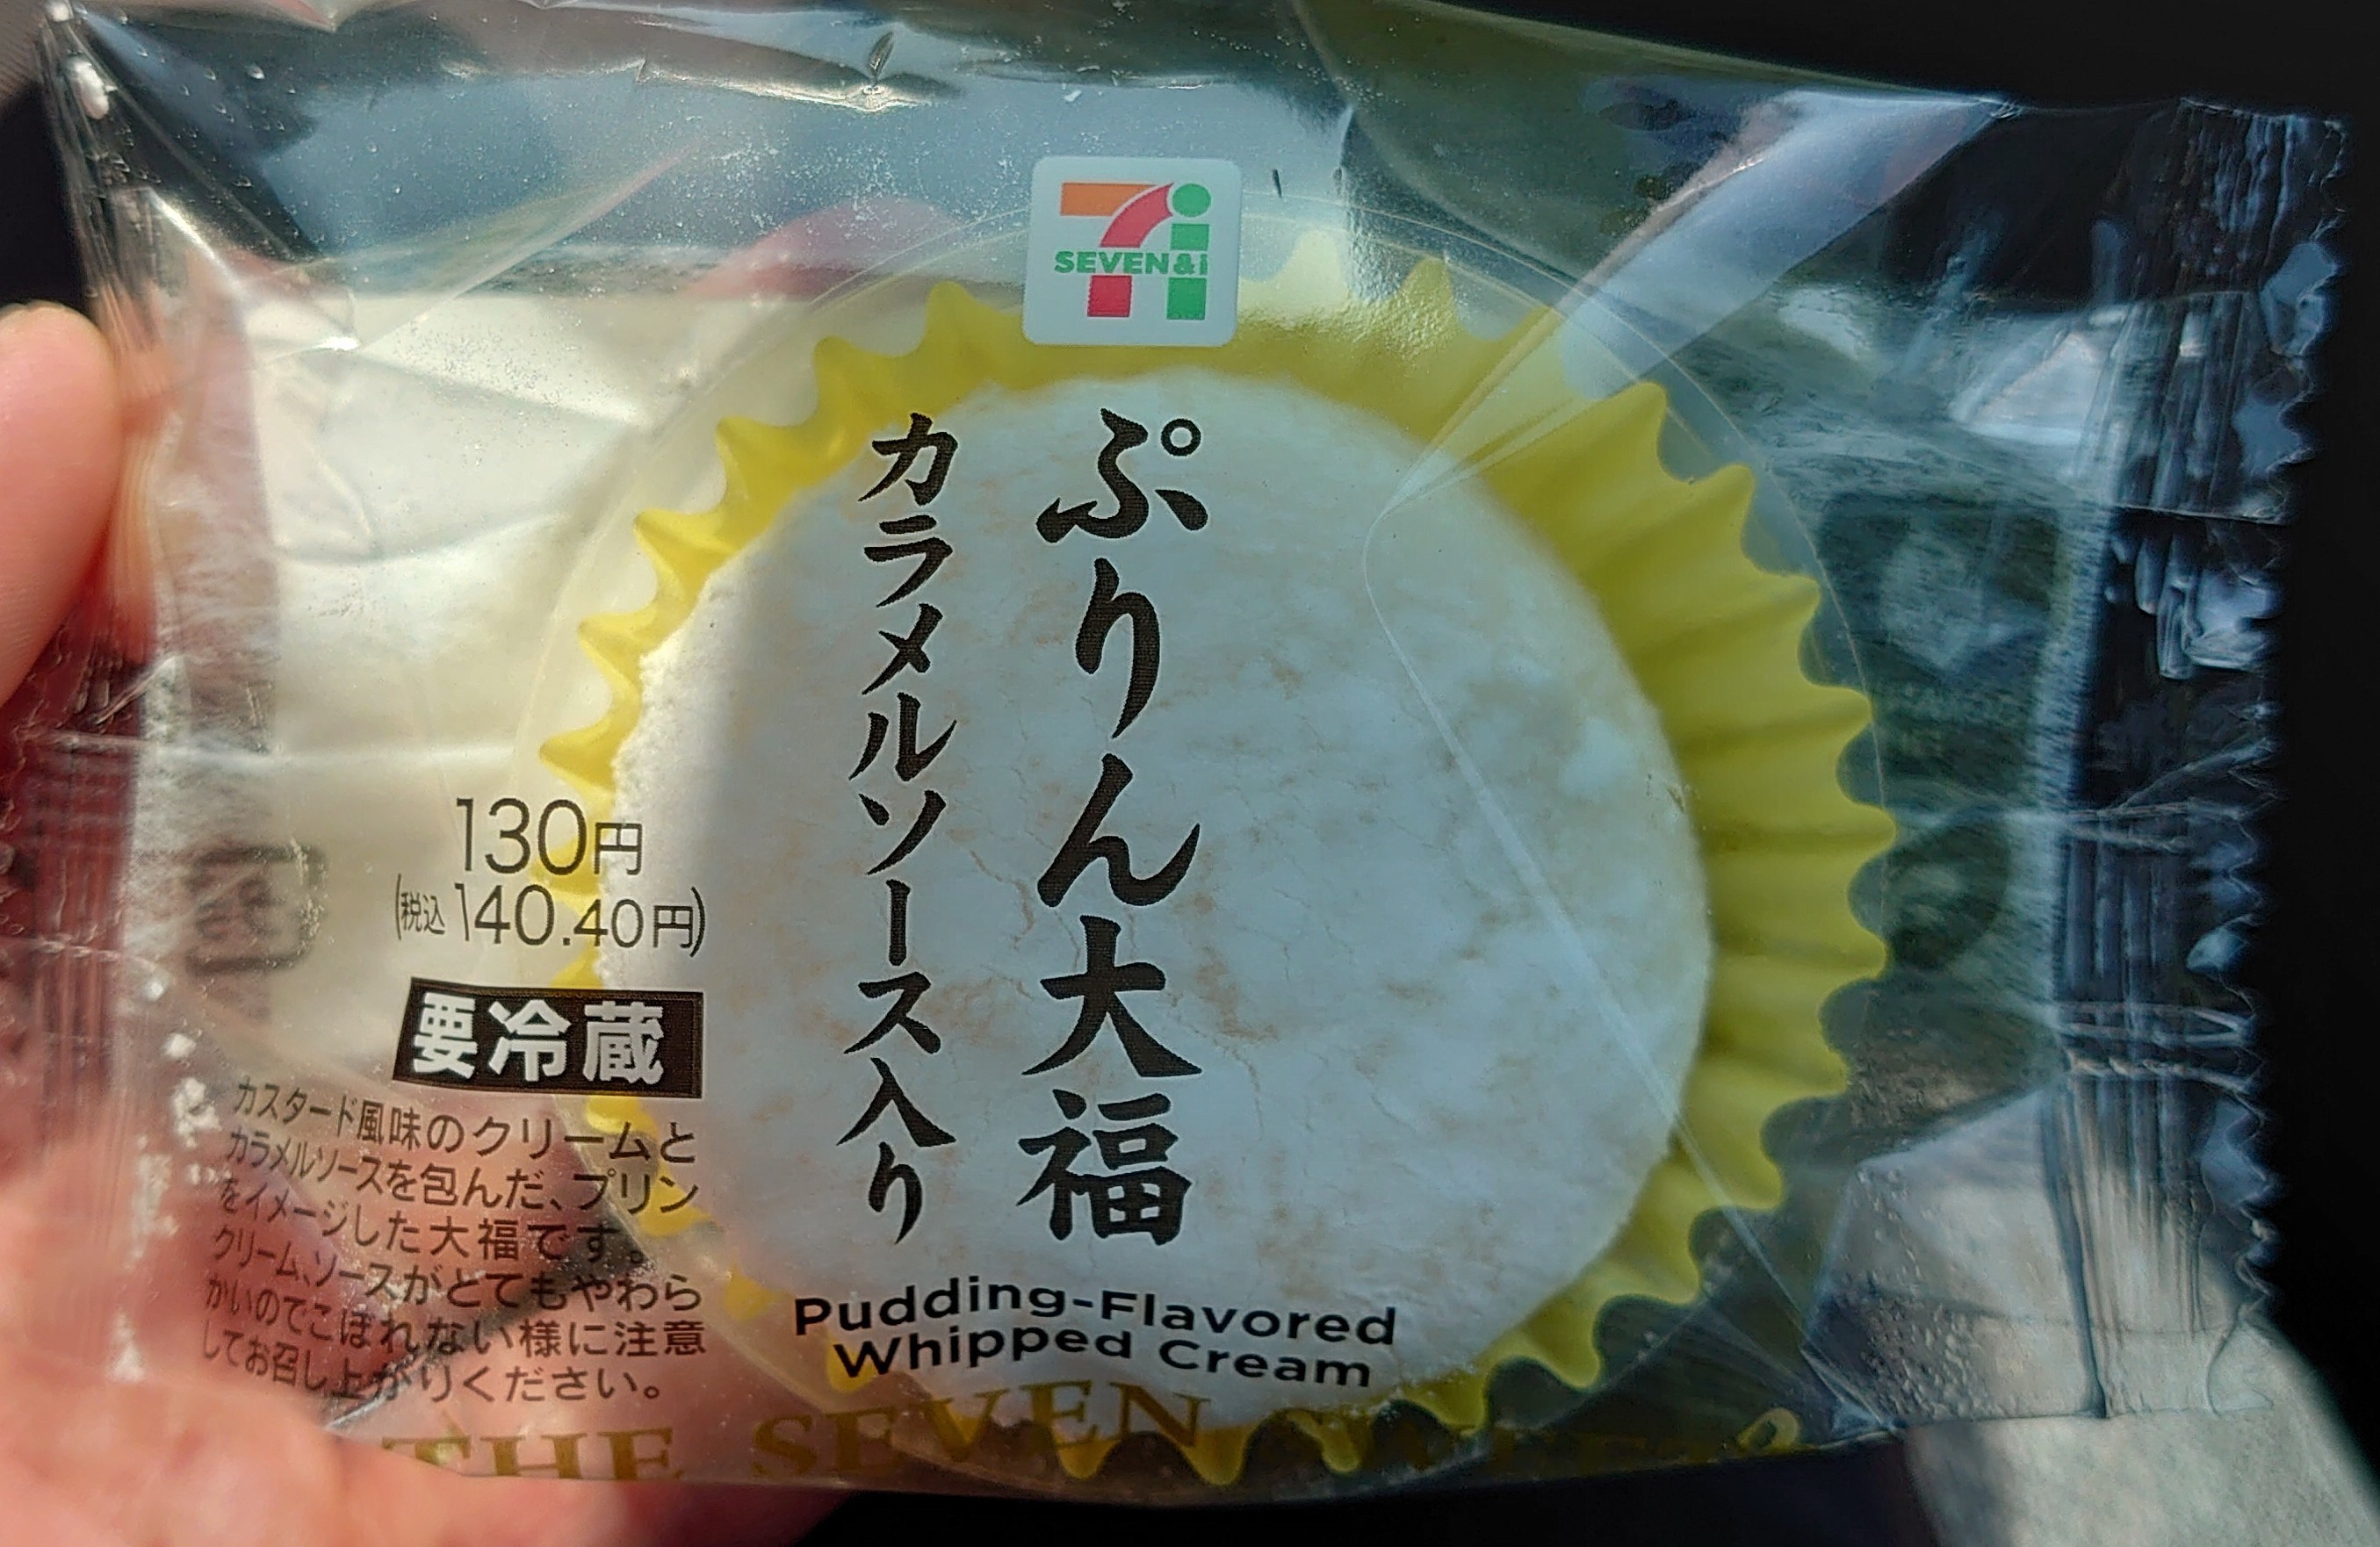 SEVEN&i
ぷりん大福
カラメルソース入り
130円
(税込140.40円)
要冷蔵
カスタード風味のクリームと
カラメルソースを包んだ、プリン
をイメージした大福です。
クリーム、ソースがとてもやわら
かいのでこぼれない様に注意
してお召し上がりください。
Pudding-Flavored
Whipped Cream
THE SEVEN